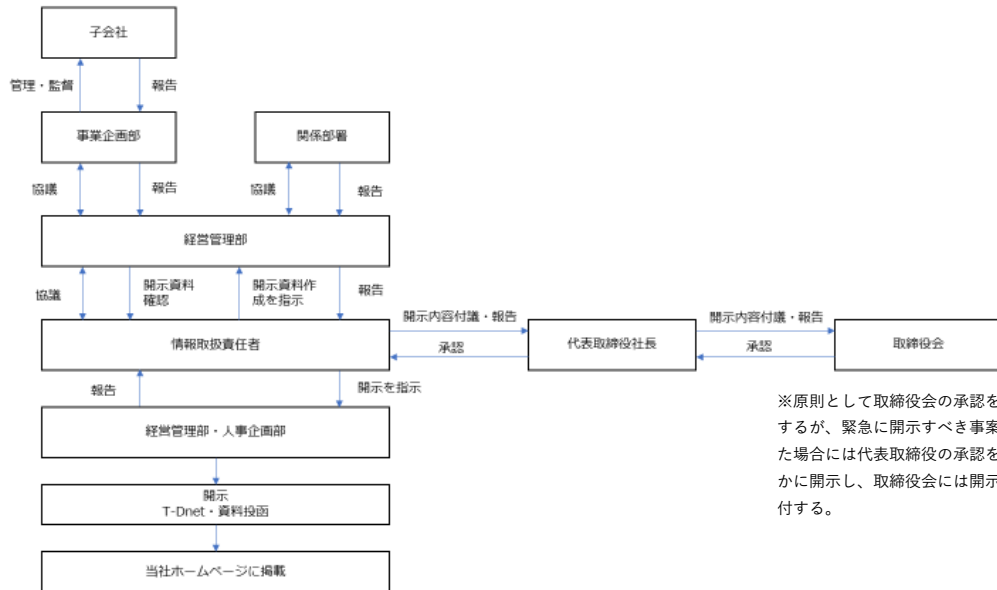 子会社
管理・監督
報告
事業企画部
関係部署
協議
報告
協議
報告
経営管理部
協議
開示資料
確認
開示資料作
成を指示
報告
開示内容付議・報告
開示内容付議・報告
情報取扱責任者
承認
代表取締役社長
承認
取締役会
報告
開示を指示
※原則として取締役会の承認を
するが、緊急に開示すべき事案
た場合には代表取締役の承認を
かに開示し、取締役会には開示
付する。
経営管理部・人事企画部
開示
T-Dnet・資料投函
当社ホームページに掲載